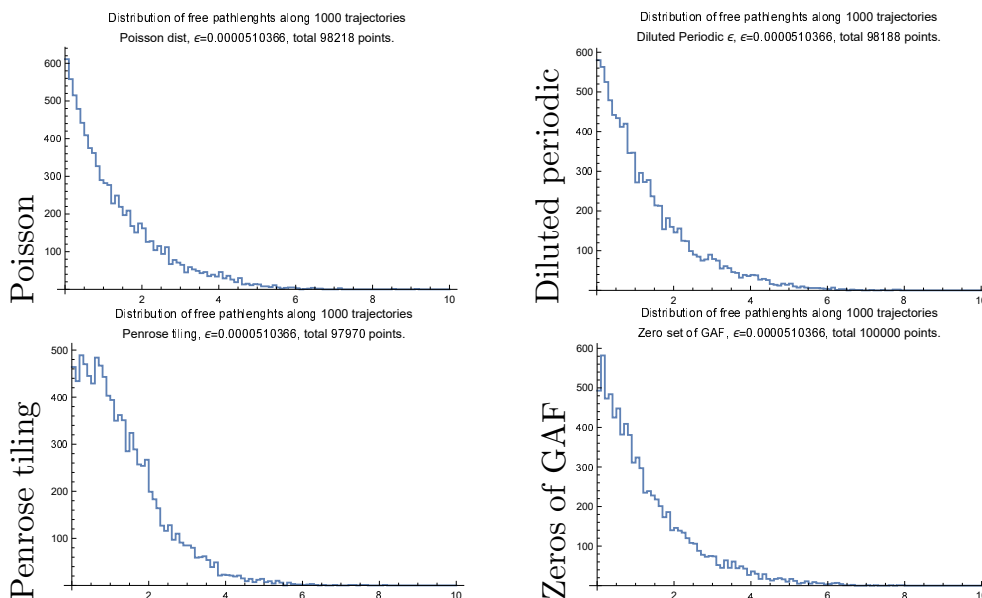 Distribution of free pathlenghts along 1000 trajectories
Poisson dist, ϵ=0.0000510366, total 98218 points.
Poisson
600
500
400
300
200
100
2 4 6 8 10
Distribution of free pathlenghts along 1000 trajectories
Diluted Periodic ϵ, ϵ=0.0000510366, total 98188 points.
Diluted periodic
600
500
400
300
200
100
2 4 6 8 10
Distribution of free pathlenghts along 1000 trajectories
Penrose tiling, ϵ=0.0000510366, total 97970 points.
Penrose tiling
500
400
300
200
100
2 4 6 8 10
Distribution of free pathlenghts along 1000 trajectories
Zero set of GAF, ϵ=0.0000510366, total 100000 points.
Zeros of GAF
600
500
400
300
200
100
2 4 6 8 10